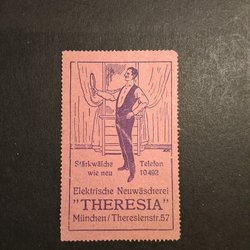 Stärkwäsche Telefon
wie neu 10492
Elektrische Neuwäscherei
"THERESIA"
München/Theresienstr.57